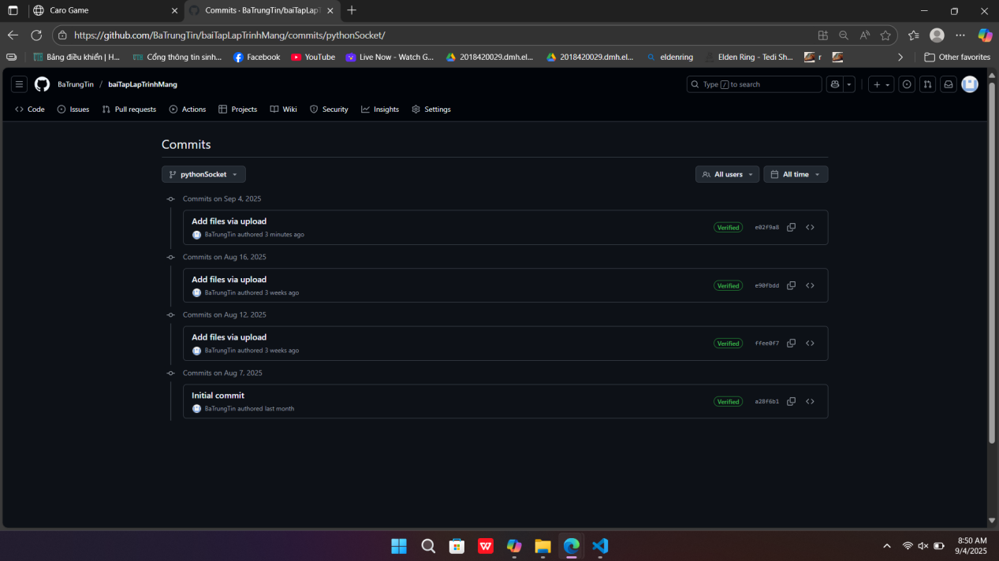 Caro Game
Commits · BaTrungTin/baiTapLapT
https://github.com/BaTrungTin/baiTapLapTrinhMang/commits/pythonSocket/
Bảng điều khiển | H...
Cổng thông tin sinh...
Facebook
YouTube
Live Now - Watch G...
2018420029.dmh.el...
2018420029.dmh.el...
eldenring
Elden Ring - Tedi Sh...
r
Other favorites
BaTrungTin / baiTapLapTrinhMang
Type / to search
Code
Issues
Pull requests
Actions
Projects
Wiki
Security
Insights
Settings
Commits
pythonSocket
All users
All time
Commits on Sep 4, 2025
Add files via upload
BaTrungTin authored 3 minutes ago
Verified
e02f9a8
Commits on Aug 16, 2025
Add files via upload
BaTrungTin authored 3 weeks ago
Verified
e90fbdd
Commits on Aug 12, 2025
Add files via upload
BaTrungTin authored 3 weeks ago
Verified
ffee0f7
Commits on Aug 7, 2025
Initial commit
BaTrungTin authored last month
Verified
a28f6b1
8:50 AM
9/4/2025